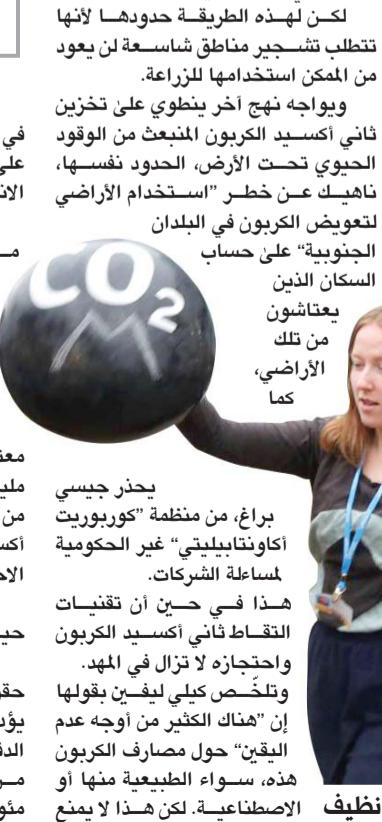 لكن لهذه الطريقة حدودها لأنها
تتطلب تشجير مناطق شاسعة لن يعود
من الممكن استخدامها للزراعة.
ويواجه نهج آخر ينطوي على تخزين
ثاني أكسيد الكربون المنبعث من الوقود
الحيوي تحت الأرض، الحدود نفسها،
ناهيك عن خطر ”استخدام الأراضي
لتعويض الكربون في البلدان
الجنوبية“ على حساب
السكان الذين
يعتاشون
من تلك
الأراضي،
كما
يحذر جيسي
براغ، من منظمة ”كوربوريت
أكاونتابيليتي“ غير الحكومية
لمساءلة الشركات.
هذا في حين أن تقنيات
التقاط ثاني أكسيد الكربون
واحتجازه لا تزال في المهد.
وتلخّص كيلي ليفين بقولها
إن ”هناك الكثير من أوجه عدم
اليقين“ حول مصارف الكربون
هذه، سواء الطبيعية منها أو
الاصطناعية. لكن هذا لا يمنع
CO2
نظيف
في
على